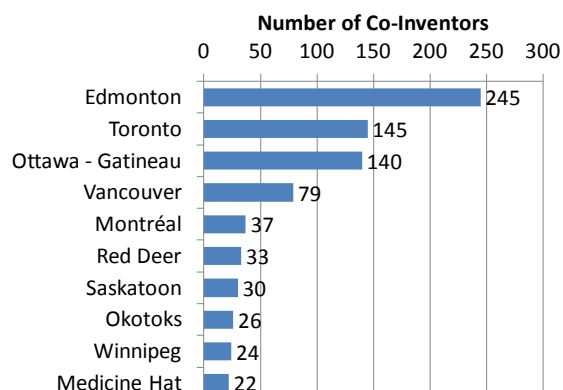 Number of Co-Inventors
0 50 100 150 200 250 300
Edmonton 245
Toronto 145
Ottawa - Gatineau 140
Vancouver 79
Montréal 37
Red Deer 33
Saskatoon 30
Okotoks 26
Winnipeg 24
Medicine Hat 22